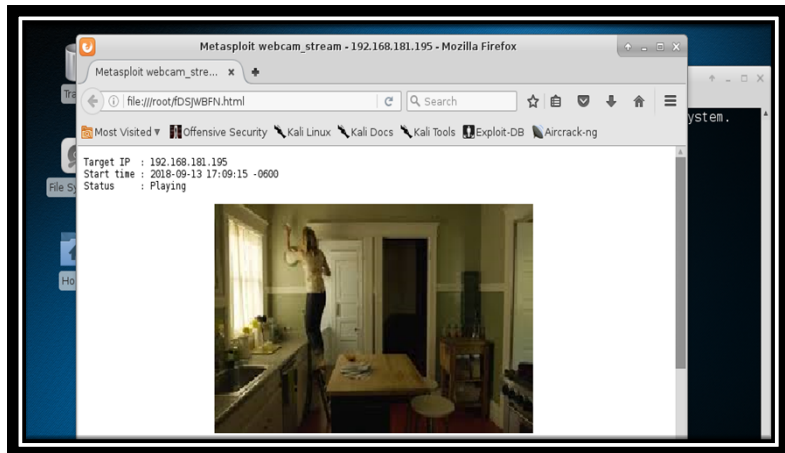 Metasploit webcam_stream - 192.168.181.195 - Mozilla Firefox
Metasploit webcam_stre...
file:///root/fDSJWBFN.html
Search
Most Visited
Offensive Security
Kali Linux
Kali Docs
Kali Tools
Exploit-DB
Aircrack-ng
Target IP : 192.168.181.195
Start time : 2018-09-13 17:09:15 -0600
Status : Playing
Tra
File Sy
Ho
ystem.